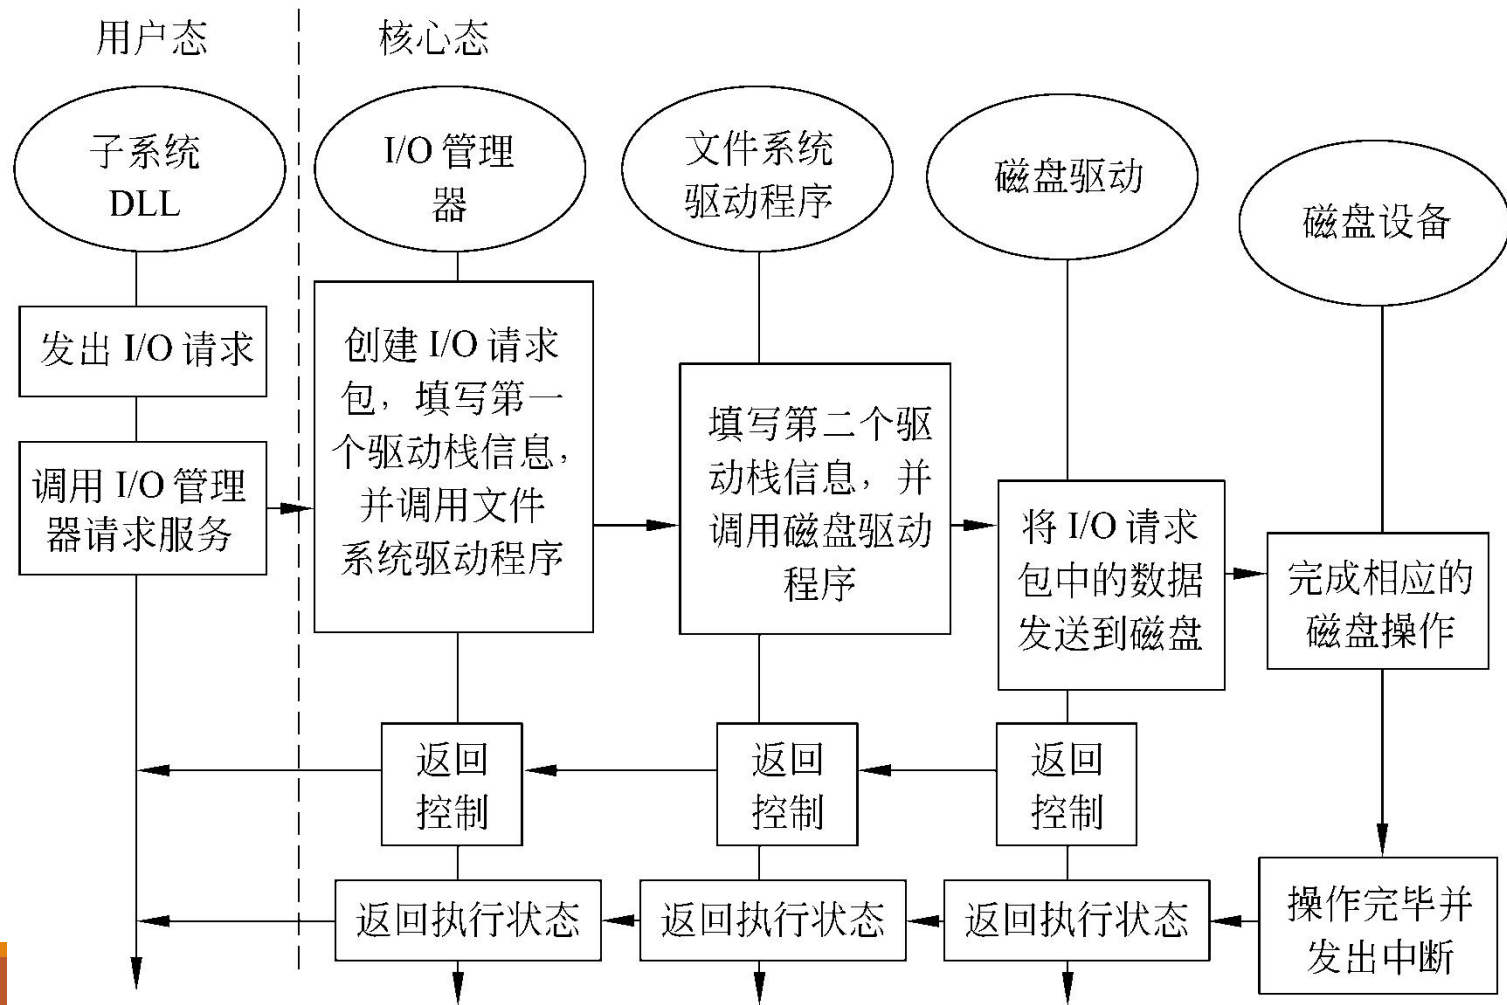 用户态
核心态
子系统
DLL
I/O 管理
器
文件系统
驱动程序
磁盘驱动
磁盘设备
发出 I/O 请求
调用 I/O 管理
器请求服务
创建 I/O 请求
包，填写第一
个驱动栈信息，
并调用文件
系统驱动程序
填写第二个驱
动栈信息，并
调用磁盘驱动
程序
将 I/O 请求
包中的数据
发送到磁盘
完成相应的
磁盘操作
返回
控制
返回
控制
返回
控制
返回执行状态
返回执行状态
返回执行状态
操作完毕并
发出中断